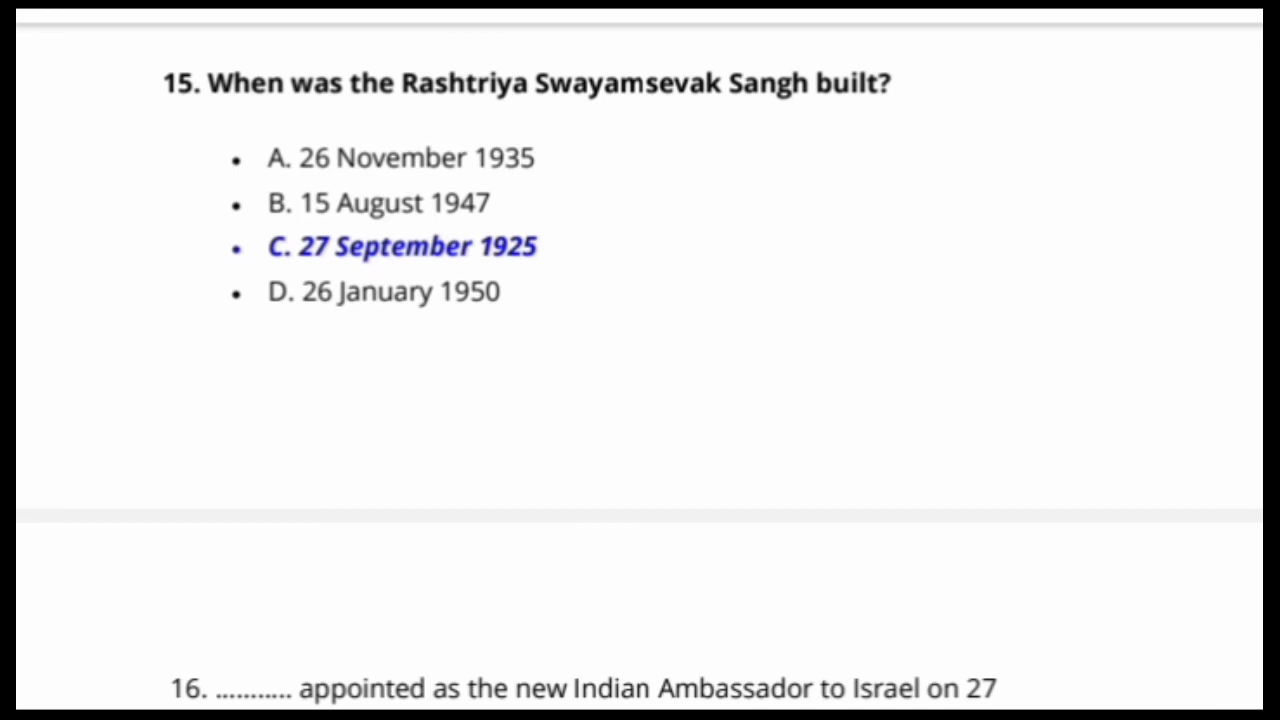 15. When was the Rashtriya Swayamsevak Sangh built?
• A. 26 November 1935
• B. 15 August 1947
• C. 27 September 1925
• D. 26 January 1950
16. ........... appointed as the new Indian Ambassador to Israel on 27